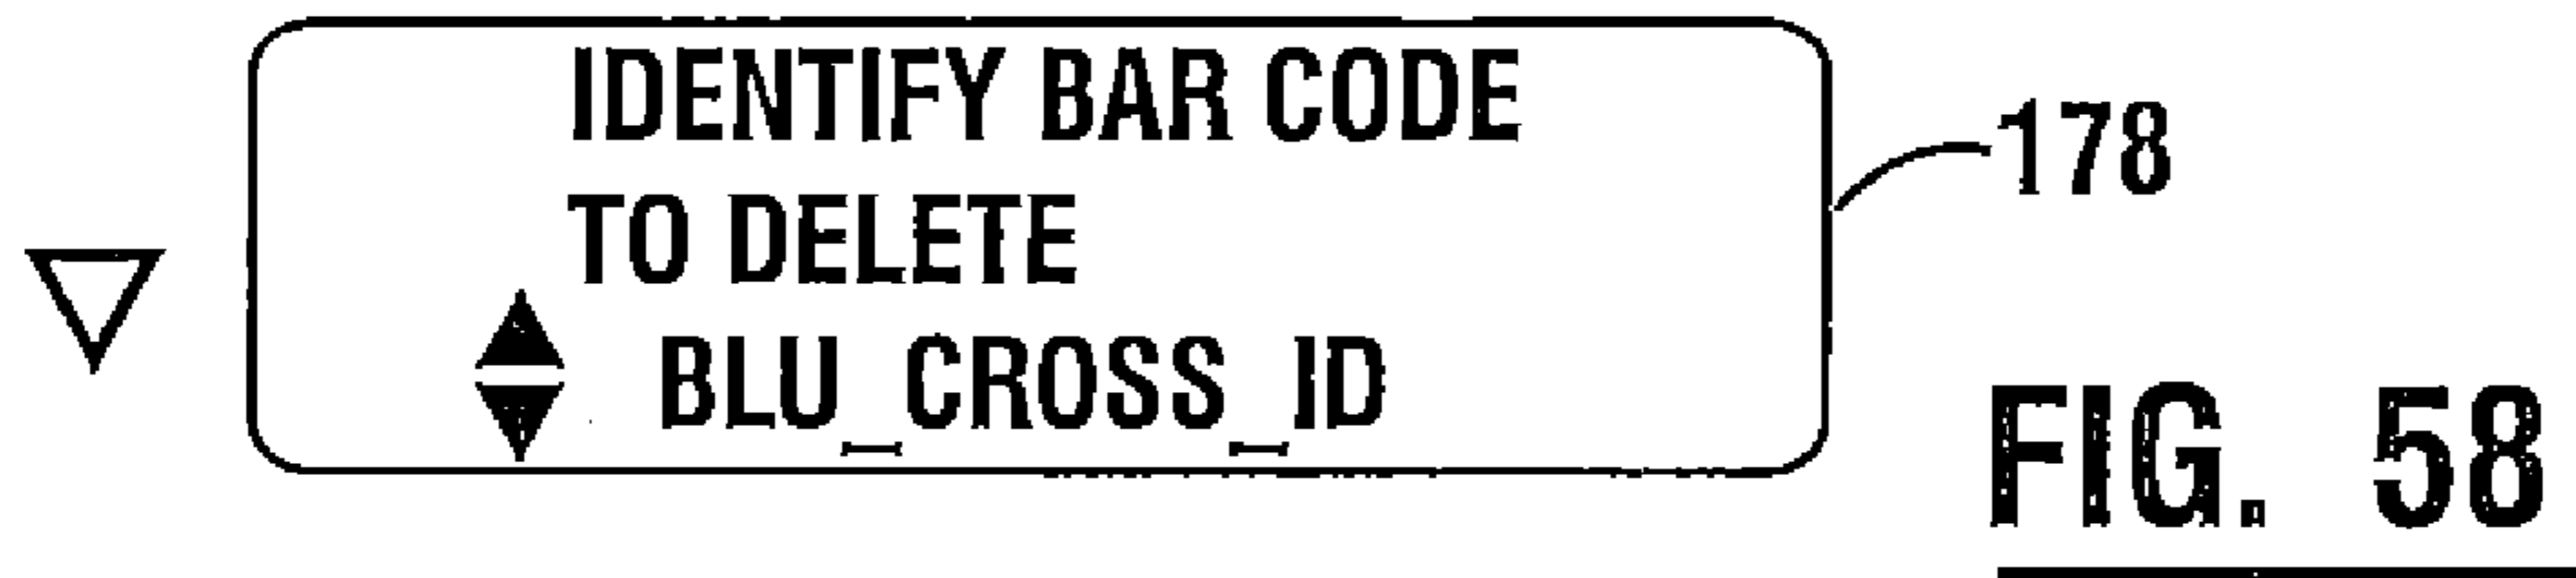 IDENTIFY BAR CODE
TO DELETE
BLU_CROSS_ID
178
FIG. 58